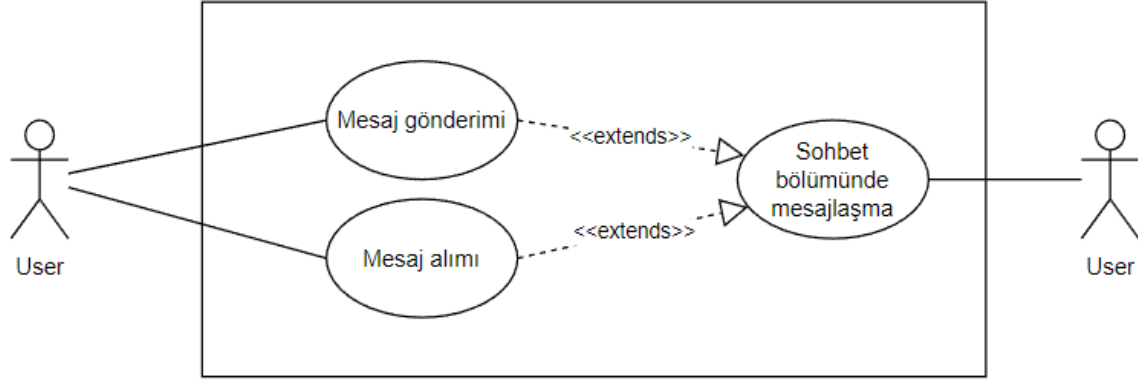 Mesaj gönderimi
<<extends>>
Sohbet
bölümünde
mesajlaşma
<<extends>>
Mesaj alımı
User
User